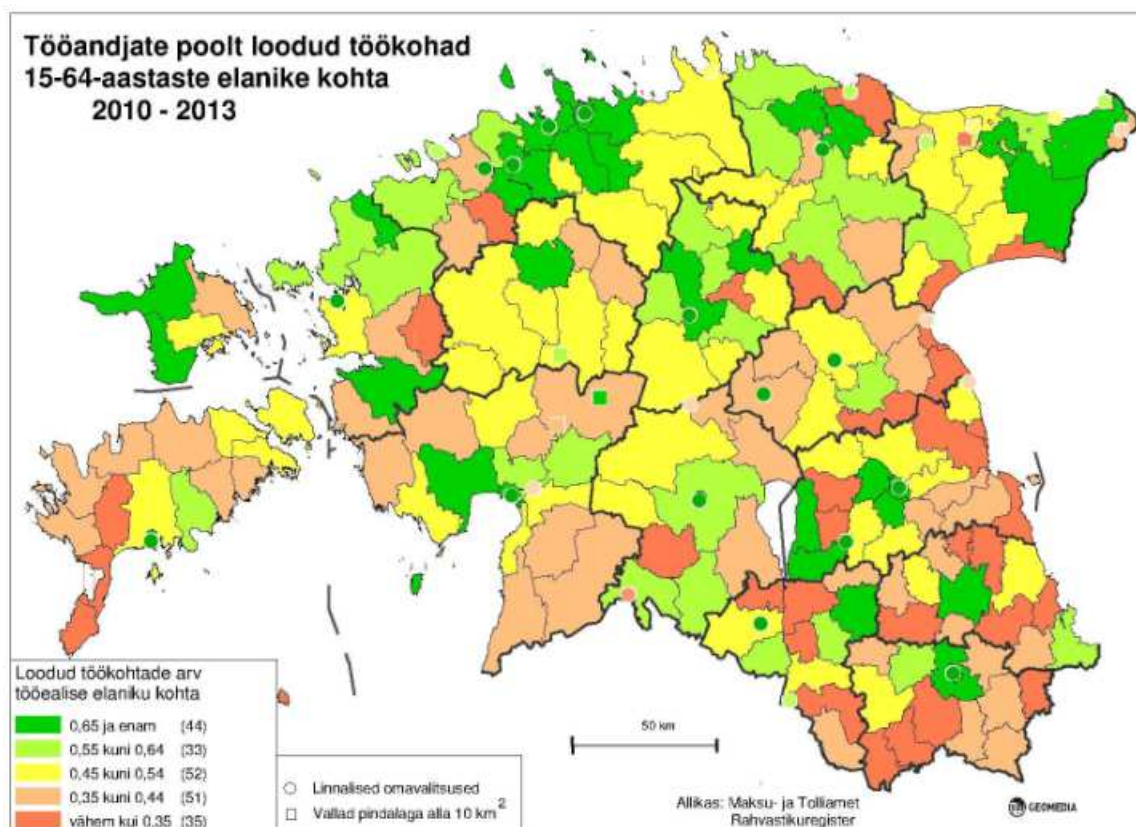 Tööandjate poolt loodud töökohad
15-64-aastaste elanike kohta
2010 - 2013
Loodud töökohtade arv
tööealise elaniku kohta
0,65 ja enam (44)
0,55 kuni 0,64 (33)
0,45 kuni 0,54 (52)
0,35 kuni 0,44 (51)
vähem kui 0,35 (35)
Linnalised omavalitsused
Vallad pindalaga alla 10 km²
50 km
Allikas: Maksu- ja Tolliamet
Rahvastikuregister
GEOMEDIA